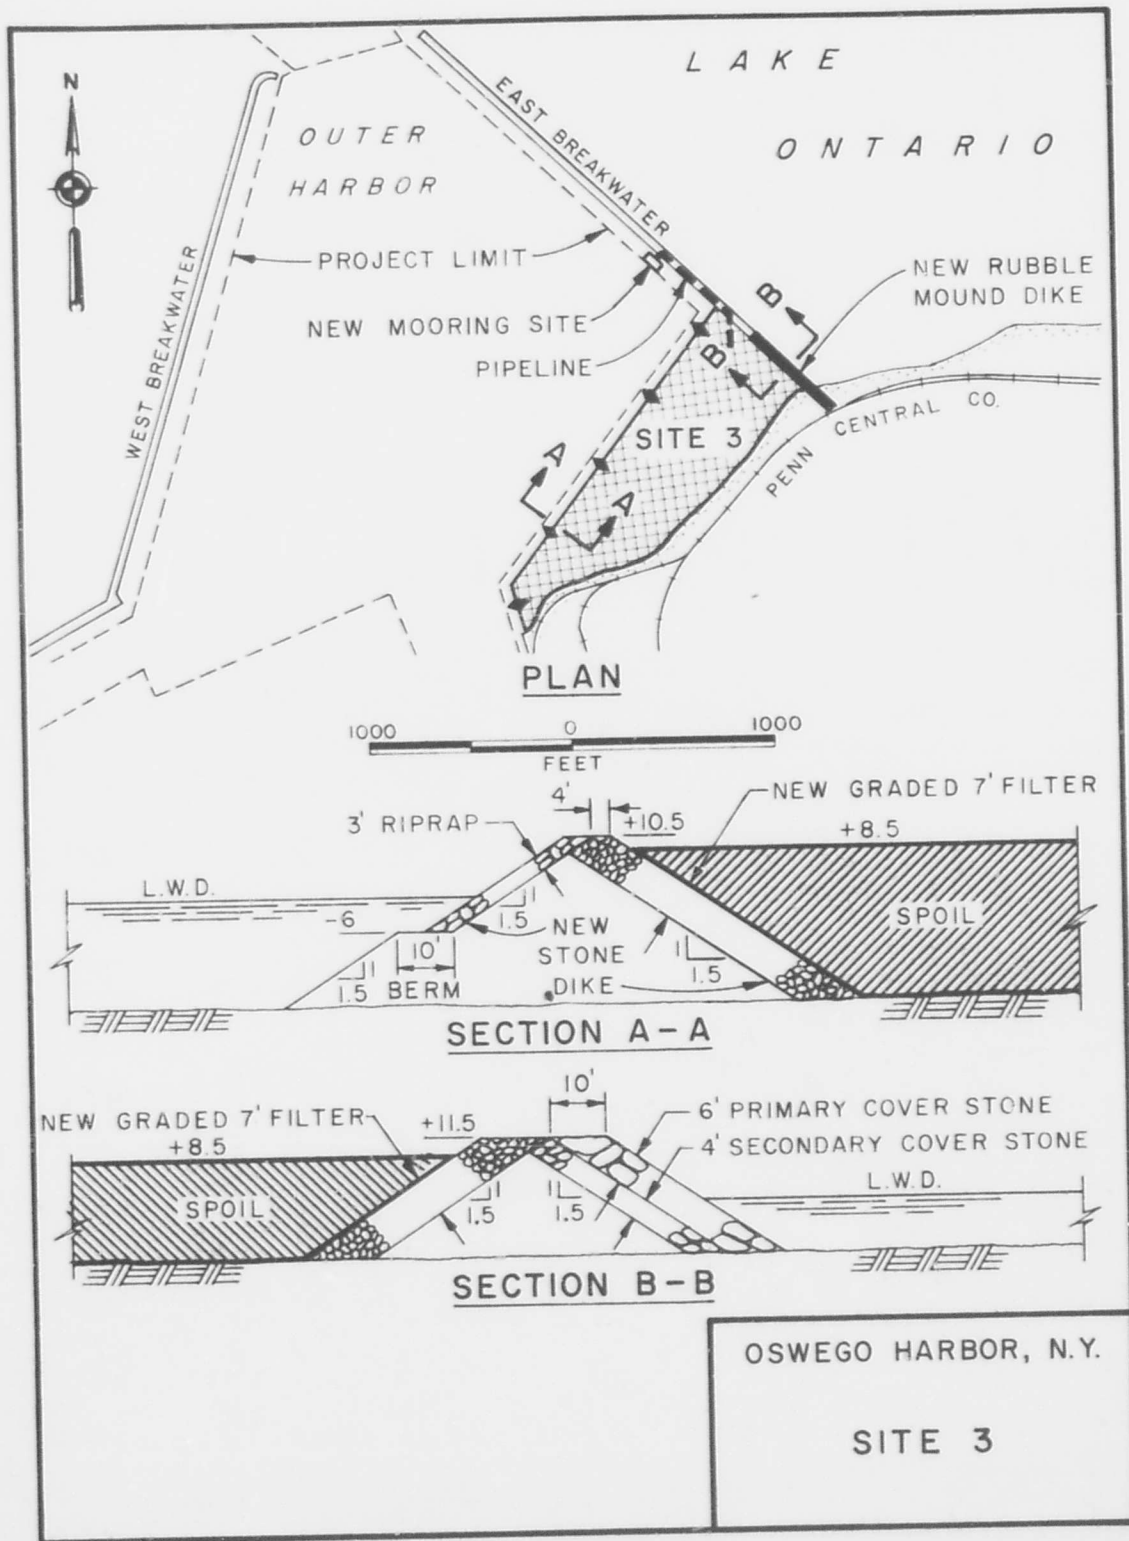 N
LAKE
ONTARIO
OUTER
HARBOR
EAST BREAKWATER
WEST BREAKWATER
PROJECT LIMIT
NEW MOORING SITE
PIPELINE
B
B
NEW RUBBLE
MOUND DIKE
SITE 3
A
A
PENN CENTRAL CO.
PLAN
1000 0 1000
FEET
3' RIPRAP
4'
+10.5
NEW GRADED 7' FILTER
+8.5
L.W.D.
-6
1
1.5
SPOIL
10'
BERM
1
1.5
NEW
STONE
DIKE
1
1.5
SECTION A-A
NEW GRADED 7' FILTER
+8.5
+11.5
10'
6' PRIMARY COVER STONE
4' SECONDARY COVER STONE
L.W.D.
SPOIL
1
1.5
1
1.5
SECTION B-B
OSWEGO HARBOR, N.Y.
SITE 3